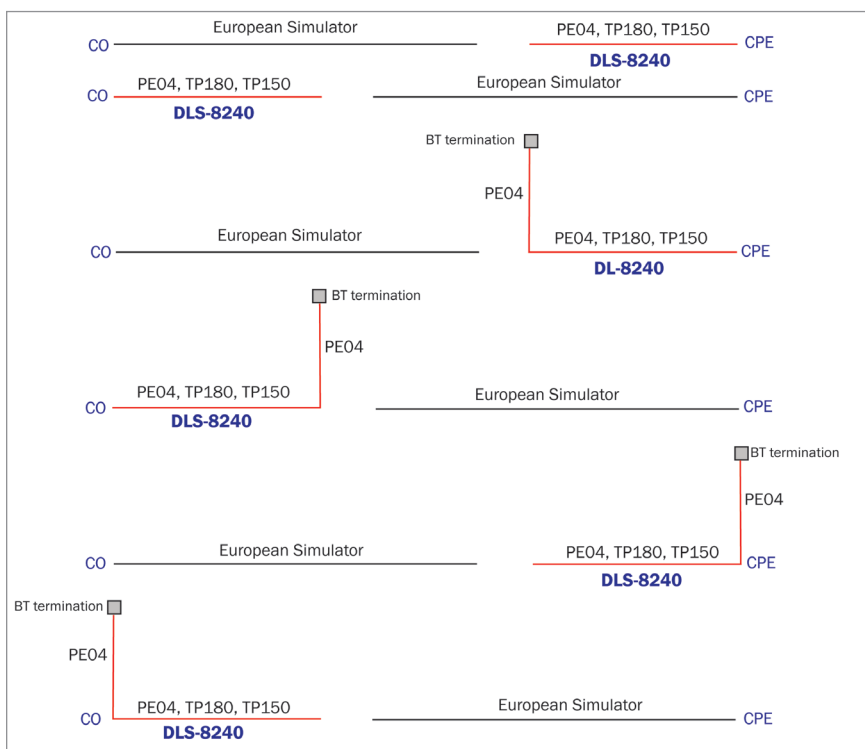 European Simulator
PE04, TP180, TP150
CO
CPE
DLS-8240
PE04, TP180, TP150
European Simulator
CO
CPE
DLS-8240
BT termination
PE04
European Simulator
PE04, TP180, TP150
CO
CPE
DL-8240
BT termination
PE04
PE04, TP180, TP150
European Simulator
CO
CPE
DLS-8240
BT termination
PE04
European Simulator
PE04, TP180, TP150
CO
CPE
DLS-8240
BT termination
PE04
PE04, TP180, TP150
European Simulator
CO
CPE
DLS-8240